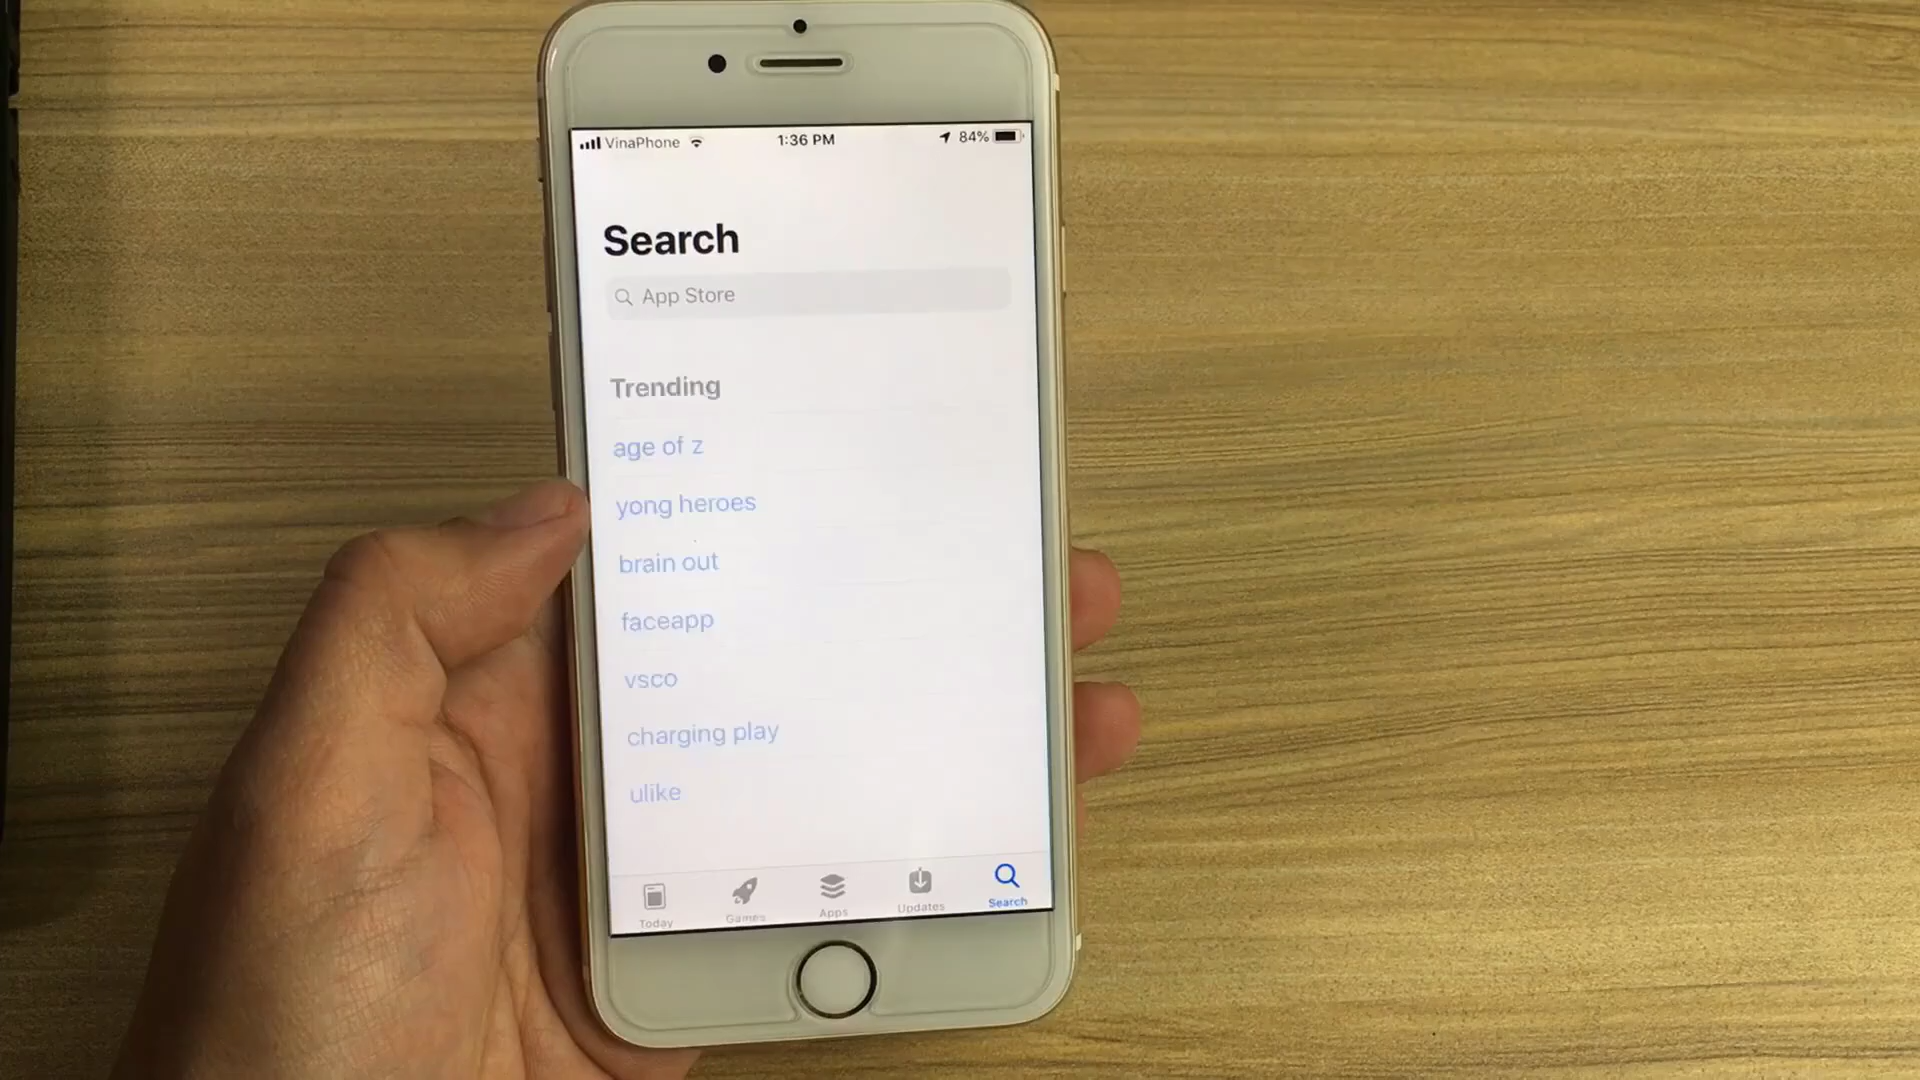 VinaPhone 1:36 PM 84%
Search
App Store
Trending
age of z
yong heroes
brain out
faceapp
vsco
charging play
ulike
Today Games Apps Updates Search